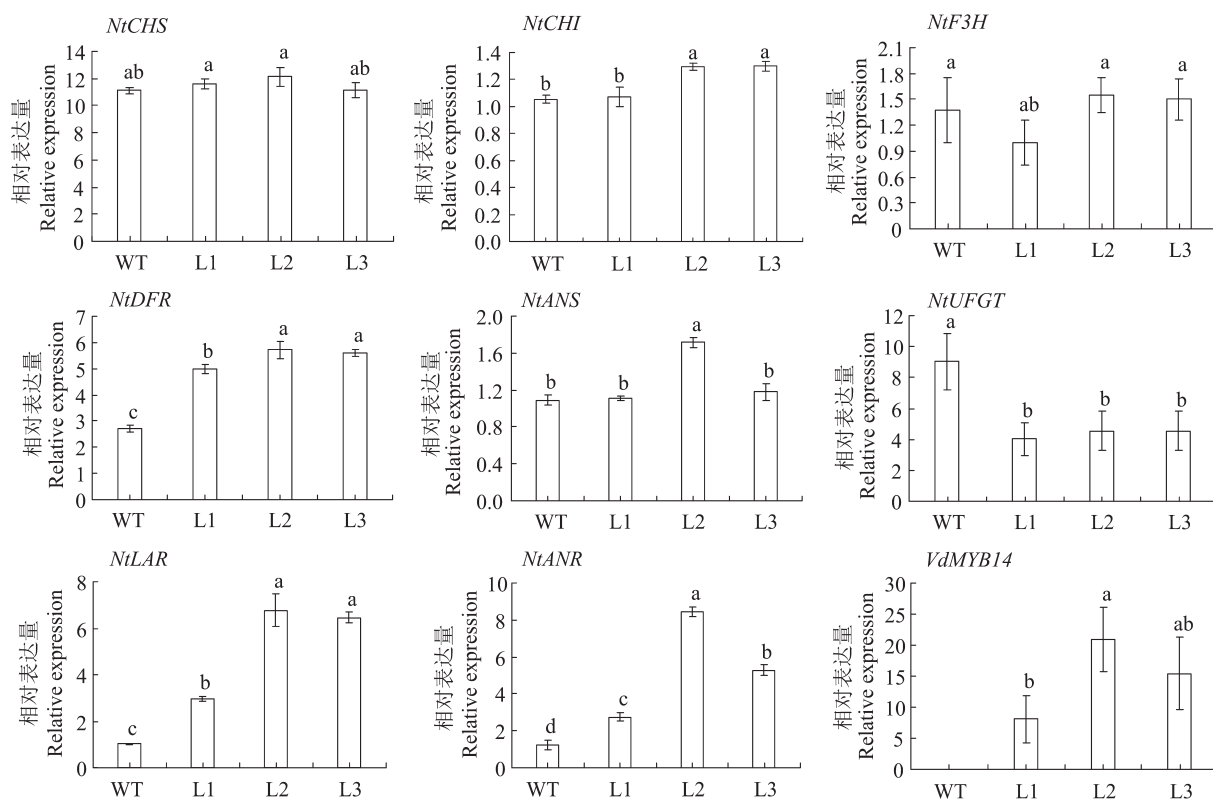 NtCHS
14
12
10
8
6
4
2
0
相对表达量
Relative expression
ab
a
a
ab
WT
L1
L2
L3
NtCHI
1.4
1.2
1.0
0.8
0.6
0.4
0.2
0.0
相对表达量
Relative expression
b
b
a
a
WT
L1
L2
L3
NtF3H
2.1
1.8
1.5
1.2
0.9
0.6
0.3
0
相对表达量
Relative expression
a
ab
a
a
WT
L1
L2
L3
NtDFR
7
6
5
4
3
2
1
0
相对表达量
Relative expression
c
b
a
a
WT
L1
L2
L3
NtANS
2.0
1.6
1.2
0.8
0.4
0.0
相对表达量
Relative expression
b
b
a
b
WT
L1
L2
L3
NtUFGT
12
10
8
6
4
2
0
相对表达量
Relative expression
a
b
b
b
WT
L1
L2
L3
NtLAR
8
6
4
2
0
相对表达量
Relative expression
c
b
a
a
WT
L1
L2
L3
NtANR
10
8
6
4
2
0
相对表达量
Relative expression
d
c
a
b
WT
L1
L2
L3
VdMYB14
30
25
20
15
10
5
0
相对表达量
Relative expression
b
a
ab
WT
L1
L2
L3